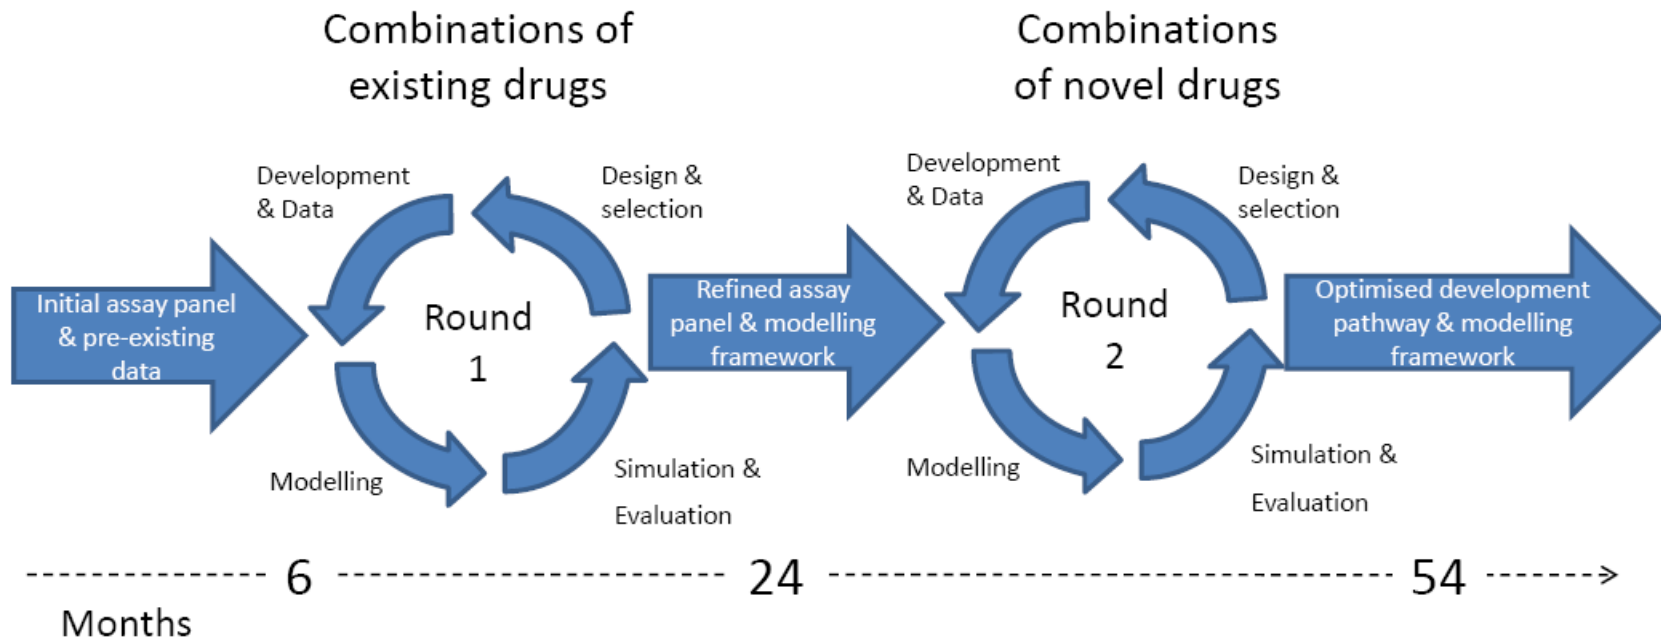 Combinations of
existing drugs
Combinations
of novel drugs
Development
& Data
Design &
selection
Development
& Data
Design &
selection
Initial assay panel
& pre-existing
data
Round
1
Refined assay
panel & modelling
framework
Round
2
Optimised development
pathway & modelling
framework
Modelling
Simulation &
Evaluation
Modelling
Simulation &
Evaluation
6
24
54
Months